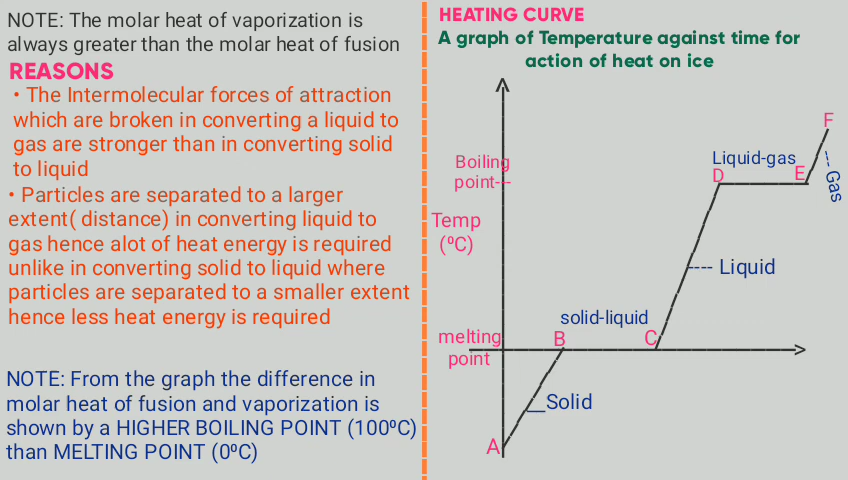 NOTE: The molar heat of vaporization is
always greater than the molar heat of fusion
REASONS
• The Intermolecular forces of attraction
which are broken in converting a liquid to
gas are stronger than in converting solid
to liquid
• Particles are separated to a larger
extent( distance) in converting liquid to
gas hence alot of heat energy is required
unlike in converting solid to liquid where
particles are separated to a smaller extent
hence less heat energy is required
NOTE: From the graph the difference in
molar heat of fusion and vaporization is
shown by a HIGHER BOILING POINT (100⁰C)
than MELTING POINT (0⁰C)
HEATING CURVE
A graph of Temperature against time for
action of heat on ice
F
Boiling
point---
Liquid-gas
D
E
--- Gas
Temp
(⁰C)
---- Liquid
solid-liquid
melting
point
B
C
__Solid
A